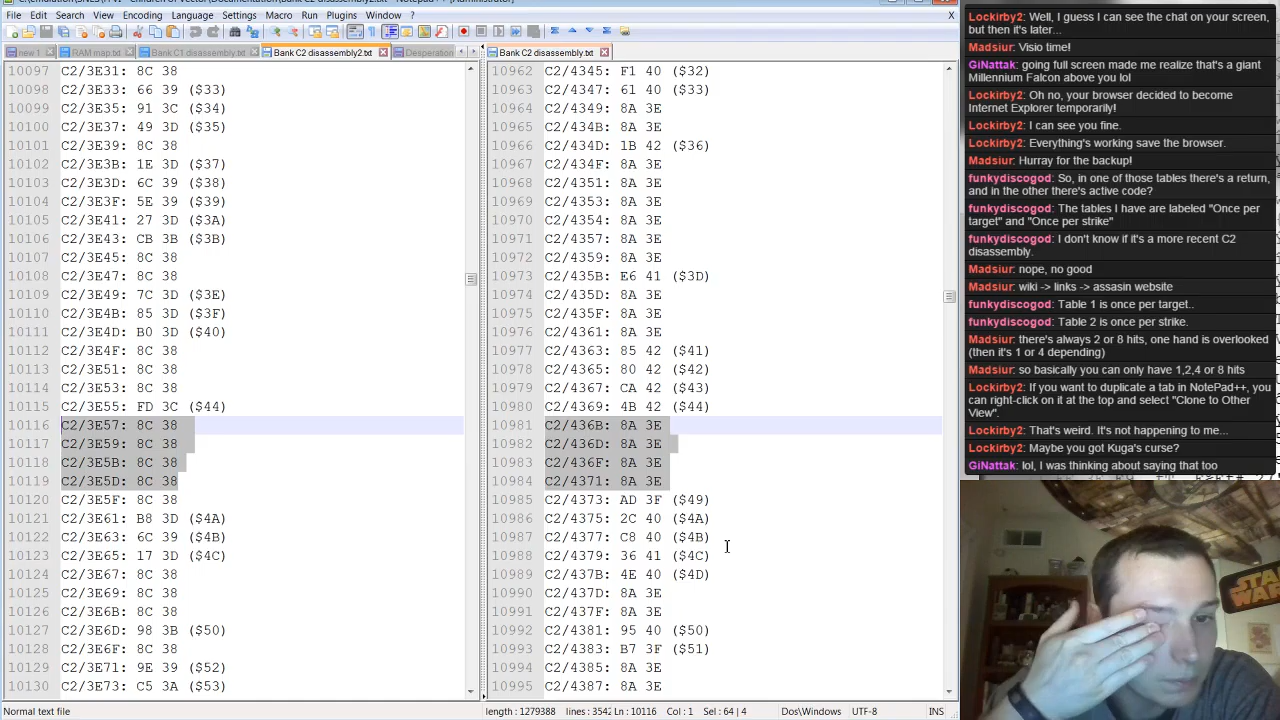 File Edit Search View Encoding Language Settings Macro Run Plugins Window ? X
new 1 RAM map.txt Bank C1 disassembly.txt Bank C2 disassembly2.txt Desperation
Bank C2 disassembly.txt
10097 C2/3E31: 8C 38
10098 C2/3E33: 66 39 ($33)
10099 C2/3E35: 91 3C ($34)
10100 C2/3E37: 49 3D ($35)
10101 C2/3E39: 8C 38
10102 C2/3E3B: 1E 3D ($37)
10103 C2/3E3D: 6C 39 ($38)
10104 C2/3E3F: 5E 39 ($39)
10105 C2/3E41: 27 3D ($3A)
10106 C2/3E43: CB 3B ($3B)
10107 C2/3E45: 8C 38
10108 C2/3E47: 8C 38
10109 C2/3E49: 7C 3D ($3E)
10110 C2/3E4B: 85 3D ($3F)
10111 C2/3E4D: B0 3D ($40)
10112 C2/3E4F: 8C 38
10113 C2/3E51: 8C 38
10114 C2/3E53: 8C 38
10115 C2/3E55: FD 3C ($44)
10116 C2/3E57: 8C 38
10117 C2/3E59: 8C 38
10118 C2/3E5B: 8C 38
10119 C2/3E5D: 8C 38
10120 C2/3E5F: 8C 38
10121 C2/3E61: B8 3D ($4A)
10122 C2/3E63: 6C 39 ($4B)
10123 C2/3E65: 17 3D ($4C)
10124 C2/3E67: 8C 38
10125 C2/3E69: 8C 38
10126 C2/3E6B: 8C 38
10127 C2/3E6D: 98 3B ($50)
10128 C2/3E6F: 8C 38
10129 C2/3E71: 9E 39 ($52)
10130 C2/3E73: C5 3A ($53)
10962 C2/4345: F1 40 ($32)
10963 C2/4347: 61 40 ($33)
10964 C2/4349: 8A 3E
10965 C2/434B: 8A 3E
10966 C2/434D: 1B 42 ($36)
10967 C2/434F: 8A 3E
10968 C2/4351: 8A 3E
10969 C2/4353: 8A 3E
10970 C2/4354: 8A 3E
10971 C2/4357: 8A 3E
10972 C2/4359: 8A 3E
10973 C2/435B: E6 41 ($3D)
10974 C2/435D: 8A 3E
10975 C2/435F: 8A 3E
10976 C2/4361: 8A 3E
10977 C2/4363: 85 42 ($41)
10978 C2/4365: 80 42 ($42)
10979 C2/4367: CA 42 ($43)
10980 C2/4369: 4B 42 ($44)
10981 C2/436B: 8A 3E
10982 C2/436D: 8A 3E
10983 C2/436F: 8A 3E
10984 C2/4371: 8A 3E
10985 C2/4373: AD 3F ($49)
10986 C2/4375: 2C 40 ($4A)
10987 C2/4377: C8 40 ($4B)
10988 C2/4379: 36 41 ($4C)
10989 C2/437B: 4E 40 ($4D)
10990 C2/437D: 8A 3E
10991 C2/437F: 8A 3E
10992 C2/4381: 95 40 ($50)
10993 C2/4383: B7 3F ($51)
10994 C2/4385: 8A 3E
10995 C2/4387: 8A 3E
Normal text file length : 1279388 lines : 3542 Ln : 10116 Col : 1 Sel : 64 | 4 Dos\Windows UTF-8 INS
Lockirby2: Well, I guess I can see the chat on your screen,
but then it's later...
Madsiur: Visio time!
GiNattak: going full screen made me realize that's a giant
Millennium Falcon above you lol
Lockirby2: Oh no, your browser decided to become
Internet Explorer temporarily!
Lockirby2: I can see you fine.
Lockirby2: Everything's working save the browser.
Madsiur: Hurray for the backup!
funkydiscogod: So, in one of those tables there's a return,
and in the other there's active code?
funkydiscogod: The tables I have are labeled "Once per
target" and "Once per strike"
funkydiscogod: I don't know if it's a more recent C2
disassembly.
Madsiur: nope, no good
Madsiur: wiki -> links -> assasin website
funkydiscogod: Table 1 is once per target..
funkydiscogod: Table 2 is once per strike.
Madsiur: there's always 2 or 8 hits, one hand is overlooked
(then it's 1 or 4 depending)
Madsiur: so basically you can only have 1,2,4 or 8 hits
Lockirby2: If you want to duplicate a tab in NotePad++, you
can right-click on it at the top and select "Clone to Other
View".
Lockirby2: That's weird. It's not happening to me...
Lockirby2: Maybe you got Kuga's curse?
GiNattak: lol, I was thinking about saying that too
STAR
WARS